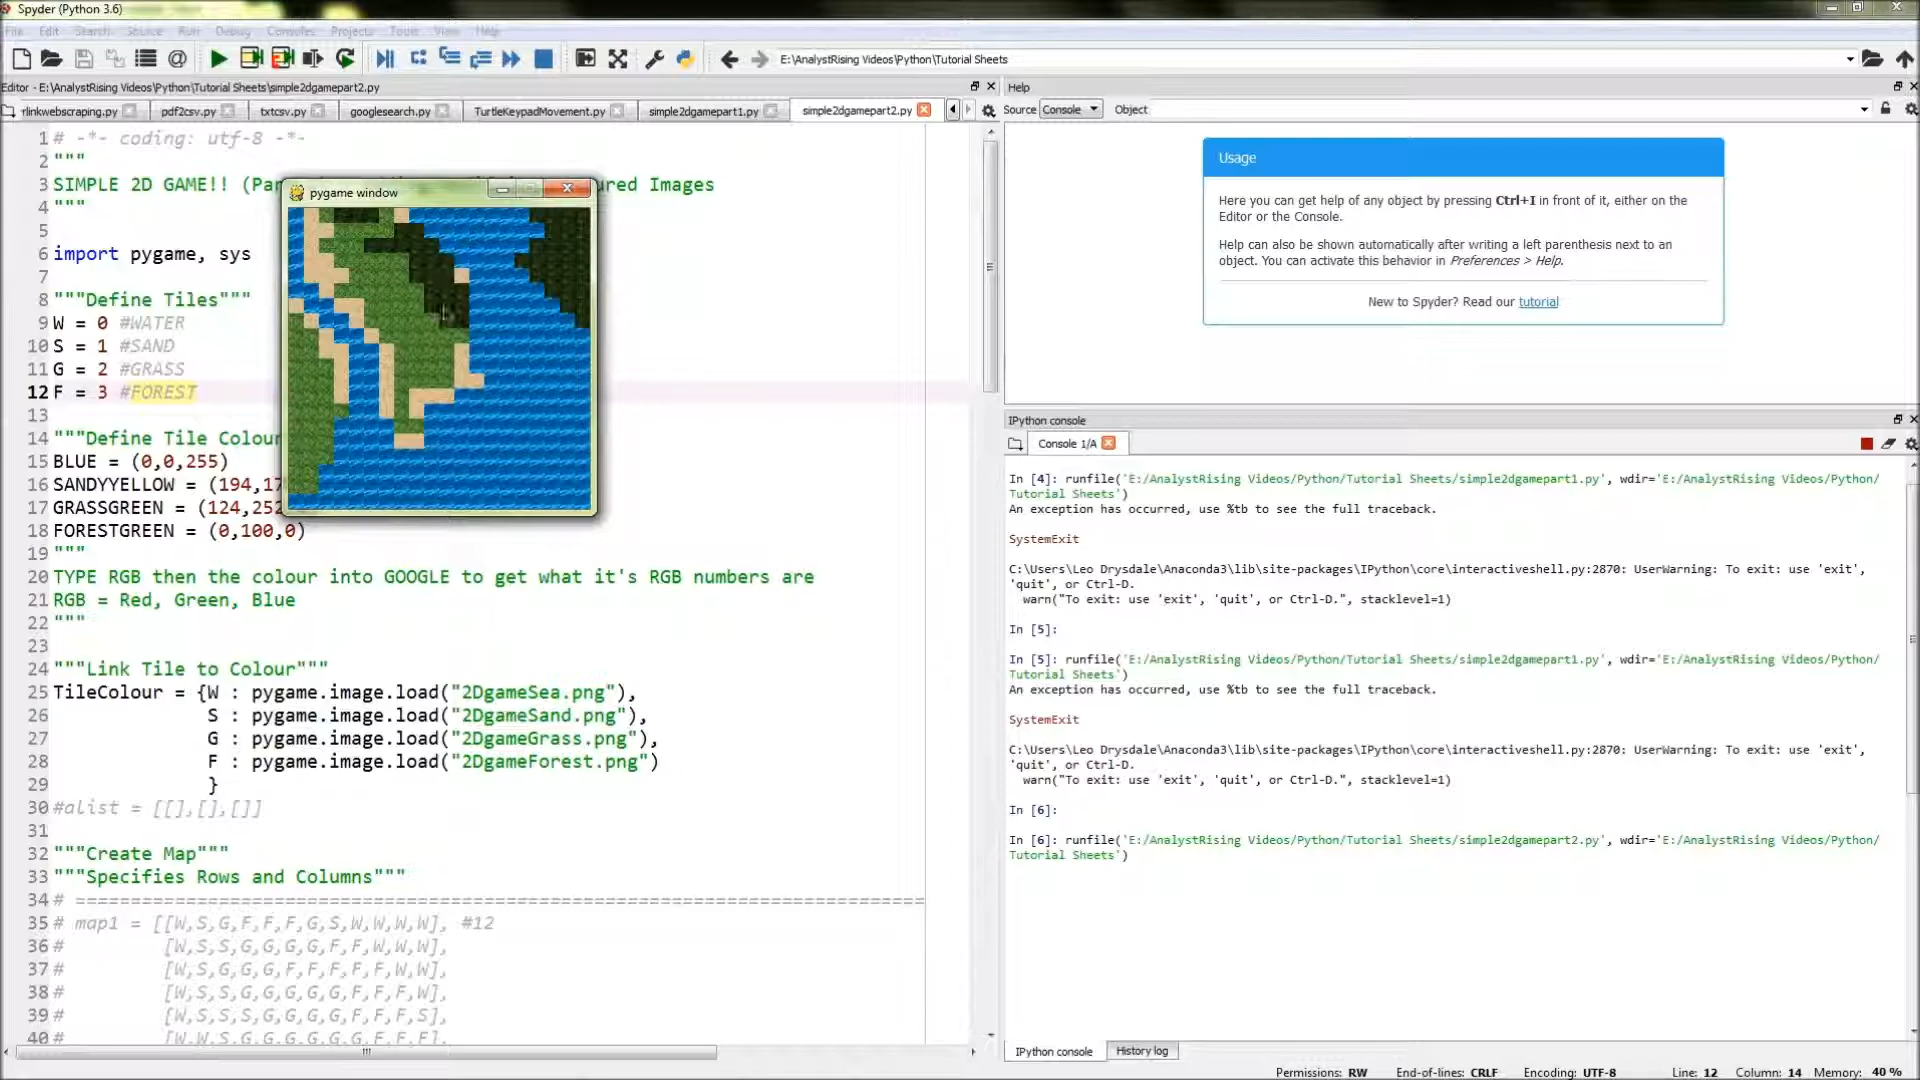 Spyder (Python 3.6)
File Edit Search Source Run Debug Consoles Projects Tools View Help
E:\AnalystRising Videos\Python\Tutorial Sheets
Editor - E:\AnalystRising Videos\Python\Tutorial Sheets\simple2dgamepart2.py
rlinkwebscraping.py pdf2csv.py txtcsv.py googlesearch.py TurtleKeypadMovement.py simple2dgamepart1.py simple2dgamepart2.py
1 # -*- coding: utf-8 -*-
2 """
3 SIMPLE 2D GAME!! (Par ured Images
4 """
5
6 import pygame, sys
7
8 """Define Tiles"""
9 W = 0 #WATER
10 S = 1 #SAND
11 G = 2 #GRASS
12 F = 3 #FOREST
13
14 """Define Tile Colour
15 BLUE = (0,0,255)
16 SANDYYELLOW = (194,17
17 GRASSGREEN = (124,252
18 FORESTGREEN = (0,100,0)
19 """
20 TYPE RGB then the colour into GOOGLE to get what it's RGB numbers are
21 RGB = Red, Green, Blue
22 """
23
24 """Link Tile to Colour"""
25 TileColour = {W : pygame.image.load("2DgameSea.png"),
26 S : pygame.image.load("2DgameSand.png"),
27 G : pygame.image.load("2DgameGrass.png"),
28 F : pygame.image.load("2DgameForest.png")
29 }
30 #alist = [[],[],[]]
31
32 """Create Map"""
33 """Specifies Rows and Columns"""
34 # =============================================================================
35 # map1 = [[W,S,G,F,F,F,G,S,W,W,W,W], #12
36 # [W,S,S,G,G,G,G,F,F,W,W,W],
37 # [W,S,G,G,G,F,F,F,F,F,W,W],
38 # [W,S,S,G,G,G,G,G,F,F,F,W],
39 # [W,S,S,S,G,G,G,G,F,F,F,S],
40 # [W,W,S,G,G,G,G,G,G,F,F,F],
pygame window
Help
Source Console Object
Usage
Here you can get help of any object by pressing Ctrl+I in front of it, either on the
Editor or the Console.
Help can also be shown automatically after writing a left parenthesis next to an
object. You can activate this behavior in Preferences > Help.
New to Spyder? Read our tutorial
IPython console
Console 1/A
In [4]: runfile('E:/AnalystRising Videos/Python/Tutorial Sheets/simple2dgamepart1.py', wdir='E:/AnalystRising Videos/Python/
Tutorial Sheets')
An exception has occurred, use %tb to see the full traceback.
SystemExit
C:\Users\Leo Drysdale\Anaconda3\lib\site-packages\IPython\core\interactiveshell.py:2870: UserWarning: To exit: use 'exit',
'quit', or Ctrl-D.
warn("To exit: use 'exit', 'quit', or Ctrl-D.", stacklevel=1)
In [5]:
In [5]: runfile('E:/AnalystRising Videos/Python/Tutorial Sheets/simple2dgamepart1.py', wdir='E:/AnalystRising Videos/Python/
Tutorial Sheets')
An exception has occurred, use %tb to see the full traceback.
SystemExit
C:\Users\Leo Drysdale\Anaconda3\lib\site-packages\IPython\core\interactiveshell.py:2870: UserWarning: To exit: use 'exit',
'quit', or Ctrl-D.
warn("To exit: use 'exit', 'quit', or Ctrl-D.", stacklevel=1)
In [6]:
In [6]: runfile('E:/AnalystRising Videos/Python/Tutorial Sheets/simple2dgamepart2.py', wdir='E:/AnalystRising Videos/Python/
Tutorial Sheets')
IPython console History log
Permissions: RW End-of-lines: CRLF Encoding: UTF-8 Line: 12 Column: 14 Memory: 40 %